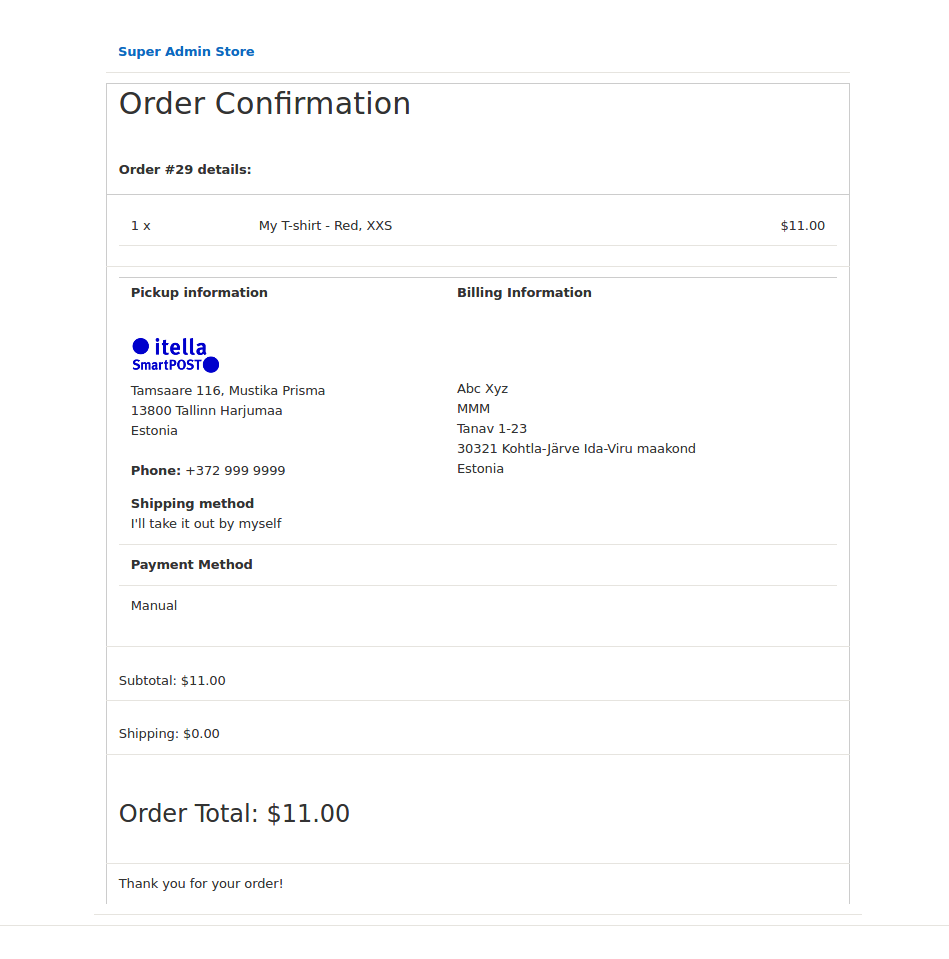 Super Admin Store
Order Confirmation
Order #29 details:
1 x My T-shirt - Red, XXS $11.00
Pickup information
itella
SmartPOST
Tamsaare 116, Mustika Prisma
13800 Tallinn Harjumaa
Estonia
Phone: +372 999 9999
Shipping method
I'll take it out by myself
Billing Information
Abc Xyz
MMM
Tanav 1-23
30321 Kohtla-Järve Ida-Viru maakond
Estonia
Payment Method
Manual
Subtotal: $11.00
Shipping: $0.00
Order Total: $11.00
Thank you for your order!